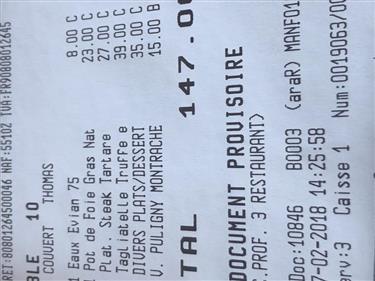 RET:80801264500046 NAF:5510Z TVA:FR90808012645
BLE 10
COUVERT THOMAS
1 Eaux Evian 75 8.00 C
1 Pot de Foie Gras Nat 23.00 C
Plat. Steak Tartare 27.00 C
Tagliatelle Truffe e 39.00 C
DIVERS PLATS/DESSERT 35.00 C
V. PULIGNY MONTRACHE 15.00 B
TAL 147.00
DOCUMENT PROVISOIRE
.PROF. 3 RESTAURANT>
Doc:10846 B0003 (araR) MANF01
7-02-2018 14:25:58
erv:3 Caisse 1 Num:0019063/00